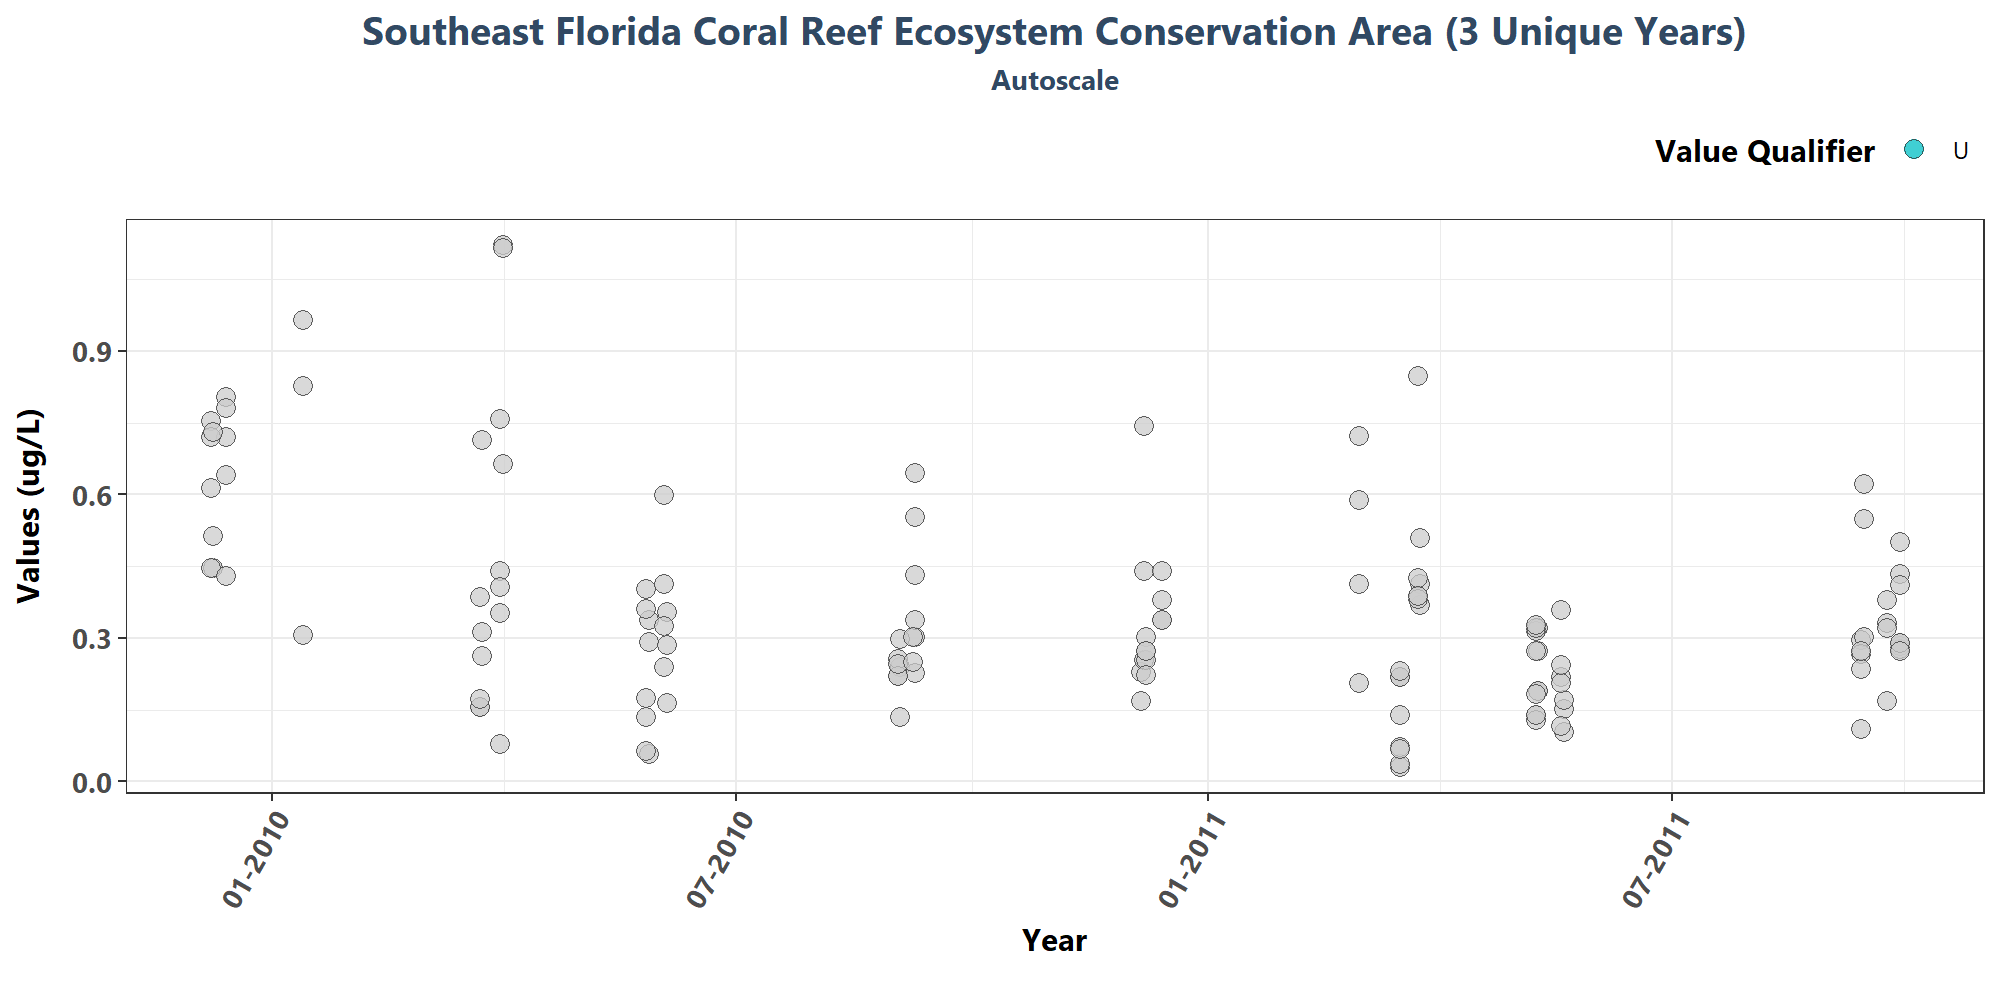 Southeast Florida Coral Reef Ecosystem Conservation Area (3 Unique Years)
Autoscale
Value Qualifier U
Values (ug/L)
0.9
0.6
0.3
0.0
01-2010 07-2010 01-2011 07-2011
Year